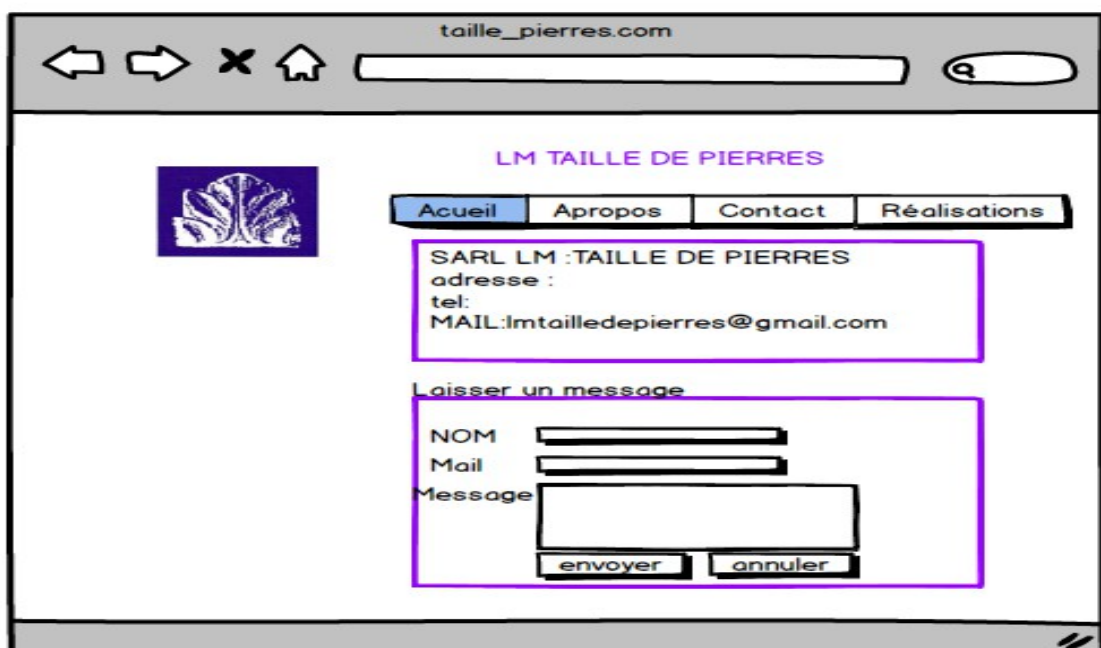 taille_pierres.com
LM TAILLE DE PIERRES
Acueil Apropos Contact Réalisations
SARL LM :TAILLE DE PIERRES
adresse :
tel:
MAIL:lmtailledepierres@gmail.com
Laisser un message
NOM
Mail
Message
envoyer annuler